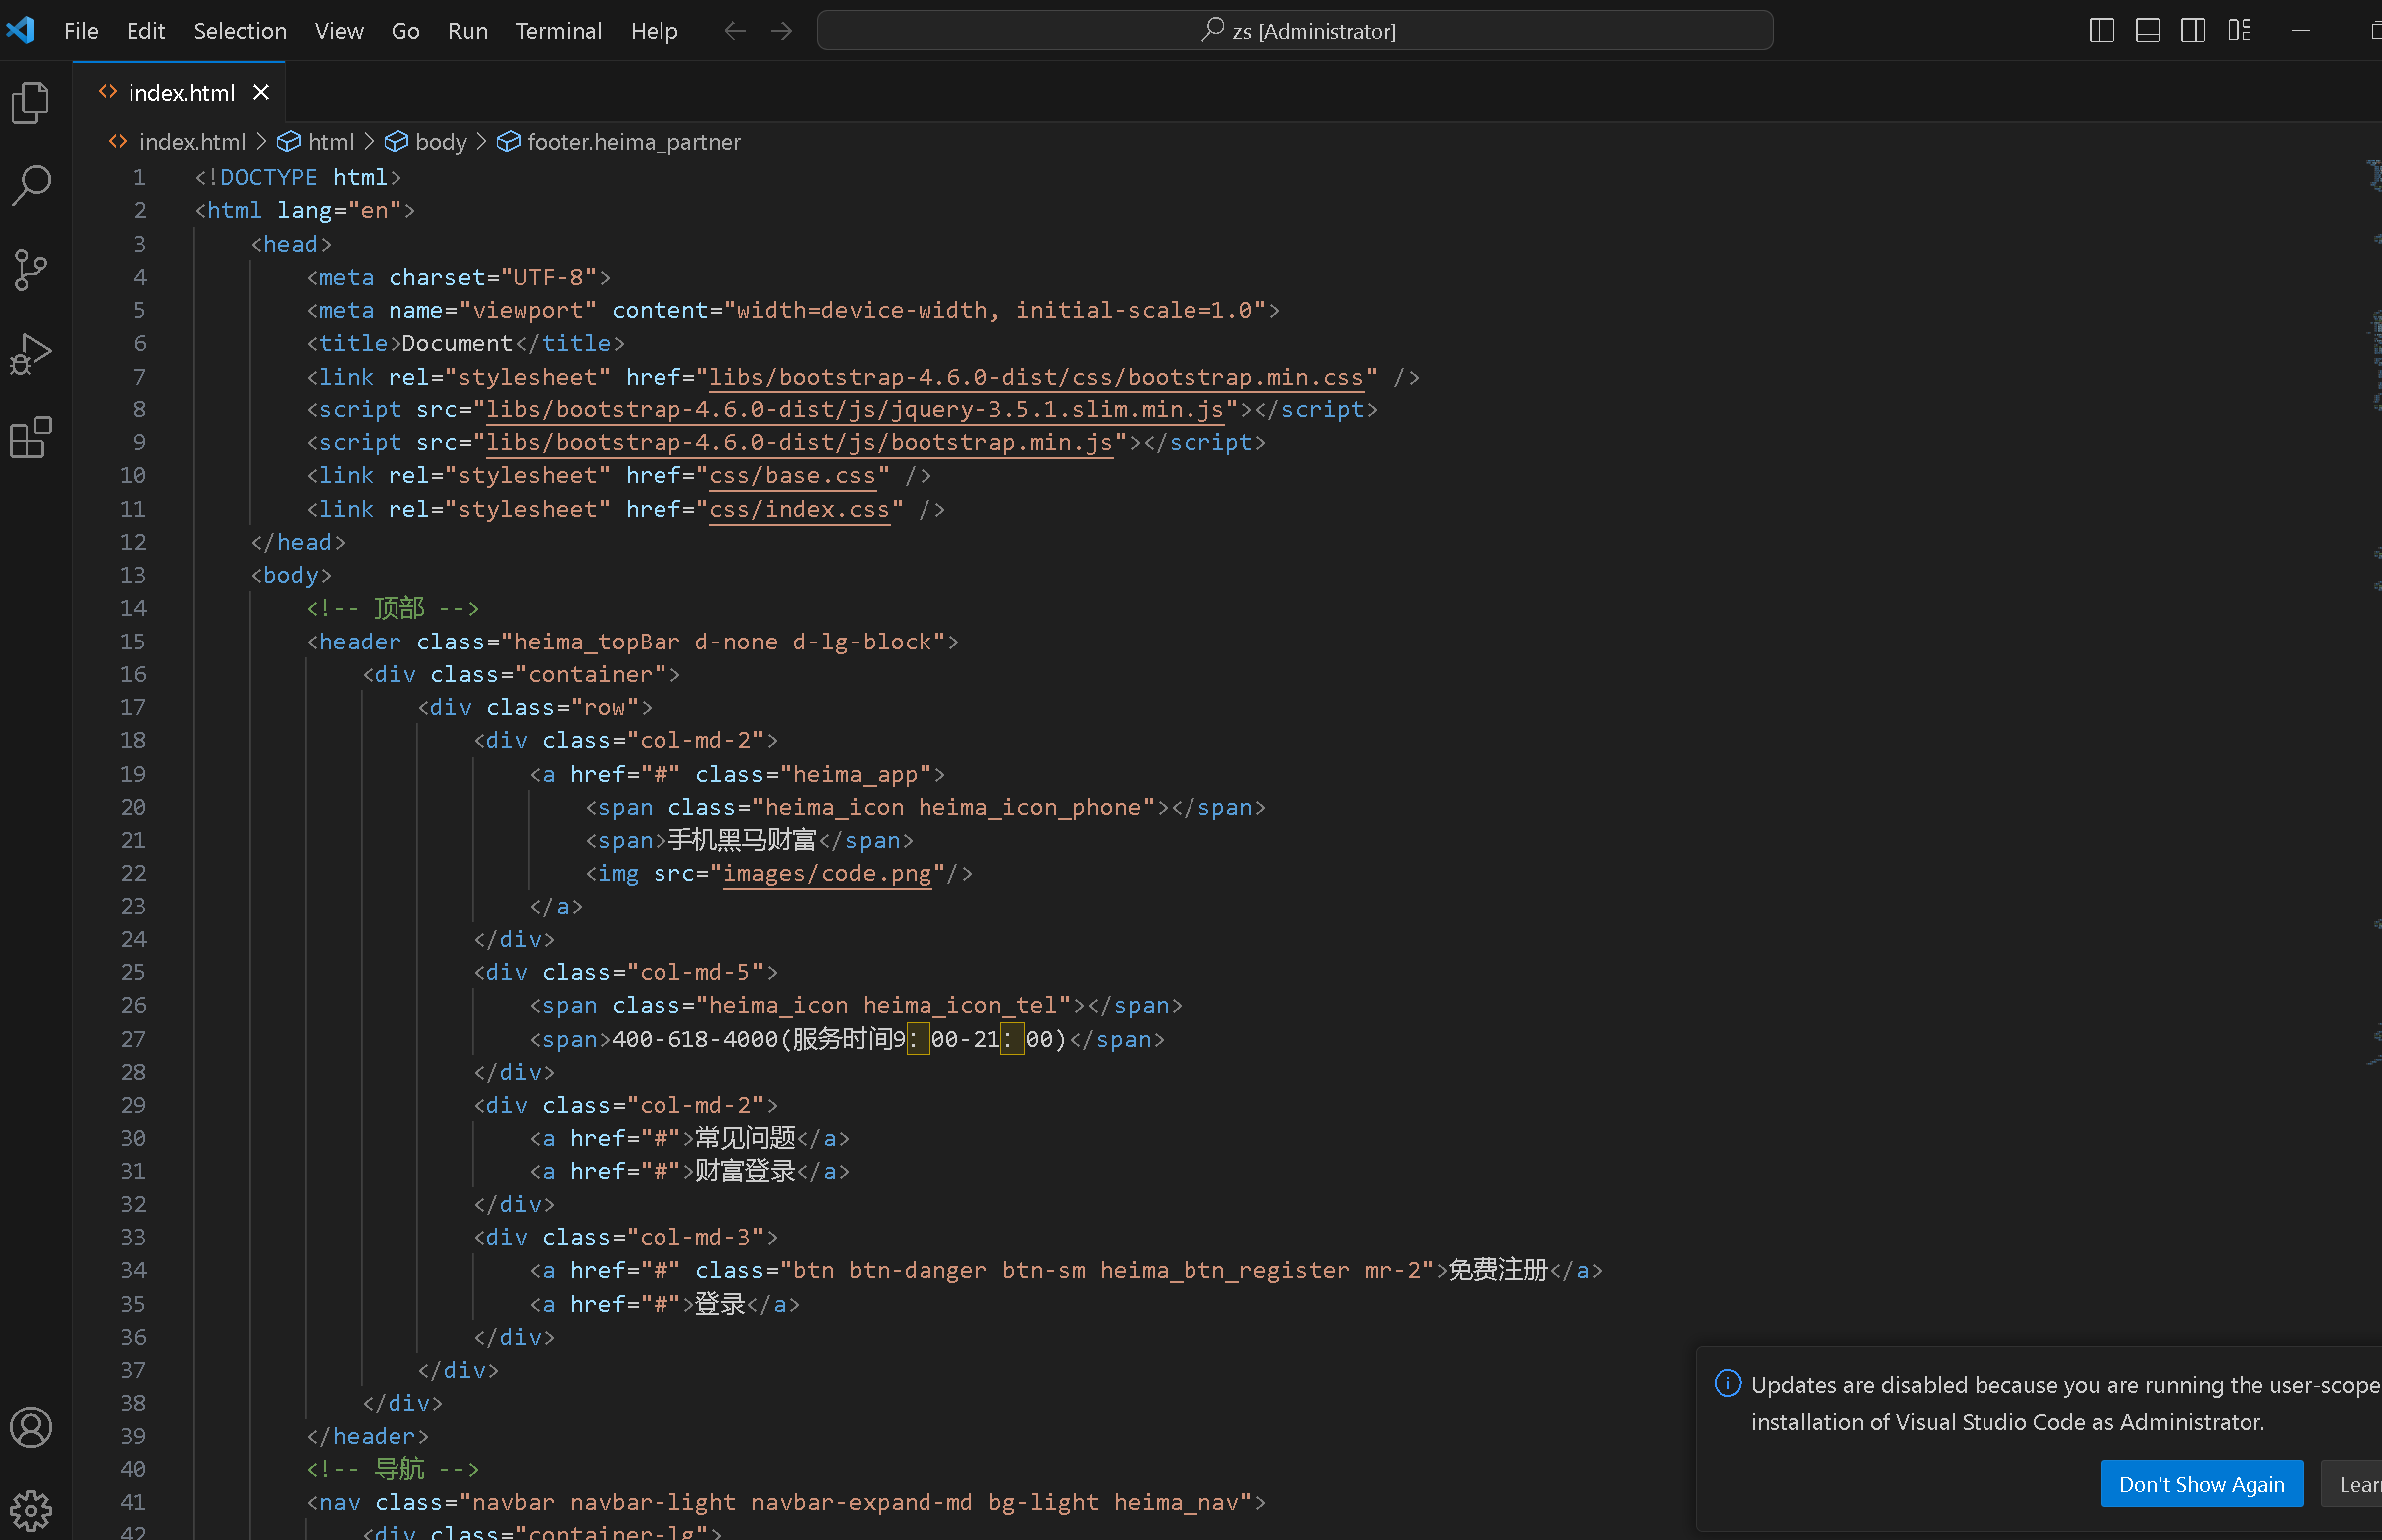 File Edit Selection View Go Run Terminal Help zs [Administrator]
index.html
index.html > html > body > footer.heima_partner
1 <!DOCTYPE html>
2 <html lang="en">
3 <head>
4 <meta charset="UTF-8">
5 <meta name="viewport" content="width=device-width, initial-scale=1.0">
6 <title>Document</title>
7 <link rel="stylesheet" href="libs/bootstrap-4.6.0-dist/css/bootstrap.min.css" />
8 <script src="libs/bootstrap-4.6.0-dist/js/jquery-3.5.1.slim.min.js"></script>
9 <script src="libs/bootstrap-4.6.0-dist/js/bootstrap.min.js"></script>
10 <link rel="stylesheet" href="css/base.css" />
11 <link rel="stylesheet" href="css/index.css" />
12 </head>
13 <body>
14 <!-- 顶部 -->
15 <header class="heima_topBar d-none d-lg-block">
16 <div class="container">
17 <div class="row">
18 <div class="col-md-2">
19 <a href="#" class="heima_app">
20 <span class="heima_icon heima_icon_phone"></span>
21 <span>手机黑马财富</span>
22 <img src="images/code.png"/>
23 </a>
24 </div>
25 <div class="col-md-5">
26 <span class="heima_icon heima_icon_tel"></span>
27 <span>400-618-4000(服务时间9：00-21：00)</span>
28 </div>
29 <div class="col-md-2">
30 <a href="#">常见问题</a>
31 <a href="#">财富登录</a>
32 </div>
33 <div class="col-md-3">
34 <a href="#" class="btn btn-danger btn-sm heima_btn_register mr-2">免费注册</a>
35 <a href="#">登录</a>
36 </div>
37 </div>
38 </div>
39 </header>
40 <!-- 导航 -->
41 <nav class="navbar navbar-light navbar-expand-md bg-light heima_nav">
42 <div class="container-lg">
Updates are disabled because you are running the user-scope
installation of Visual Studio Code as Administrator.
Don't Show Again